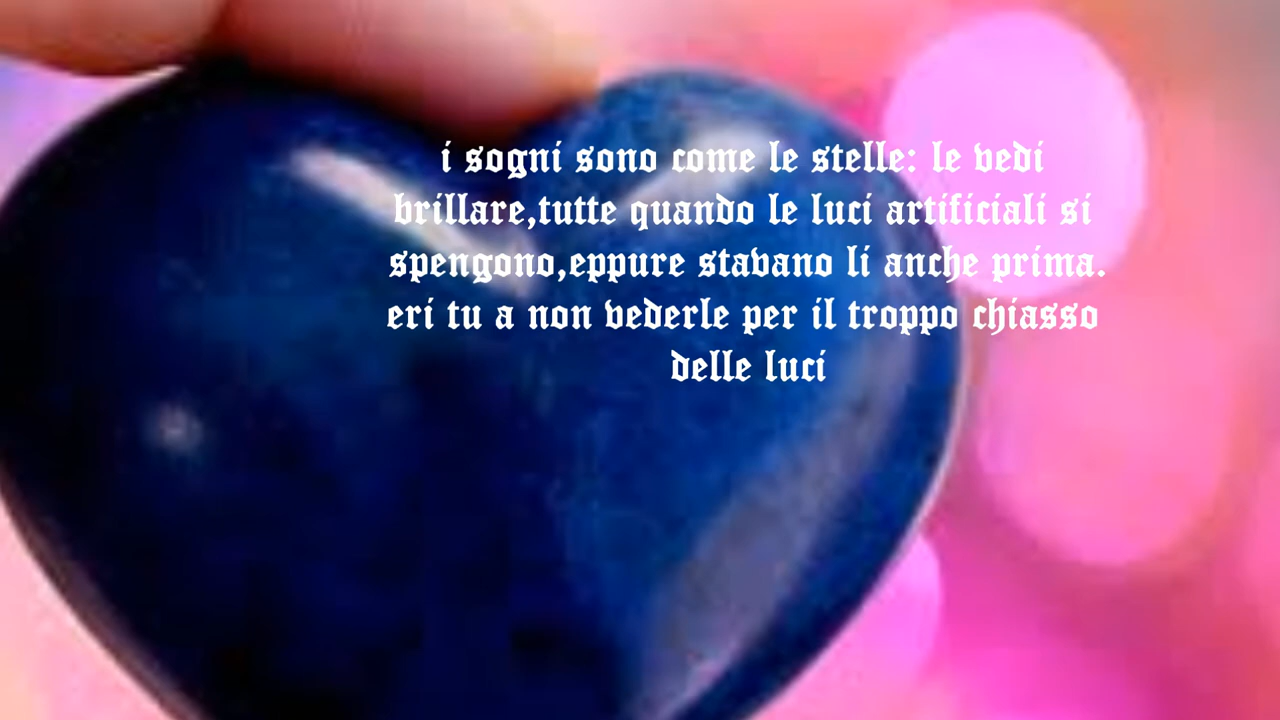 i sogni sono come le stelle: le vedi
brillare,tutte quando le luci artificiali si
spengono,eppure stavano li anche prima.
eri tu a non vederle per il troppo chiasso
delle luci